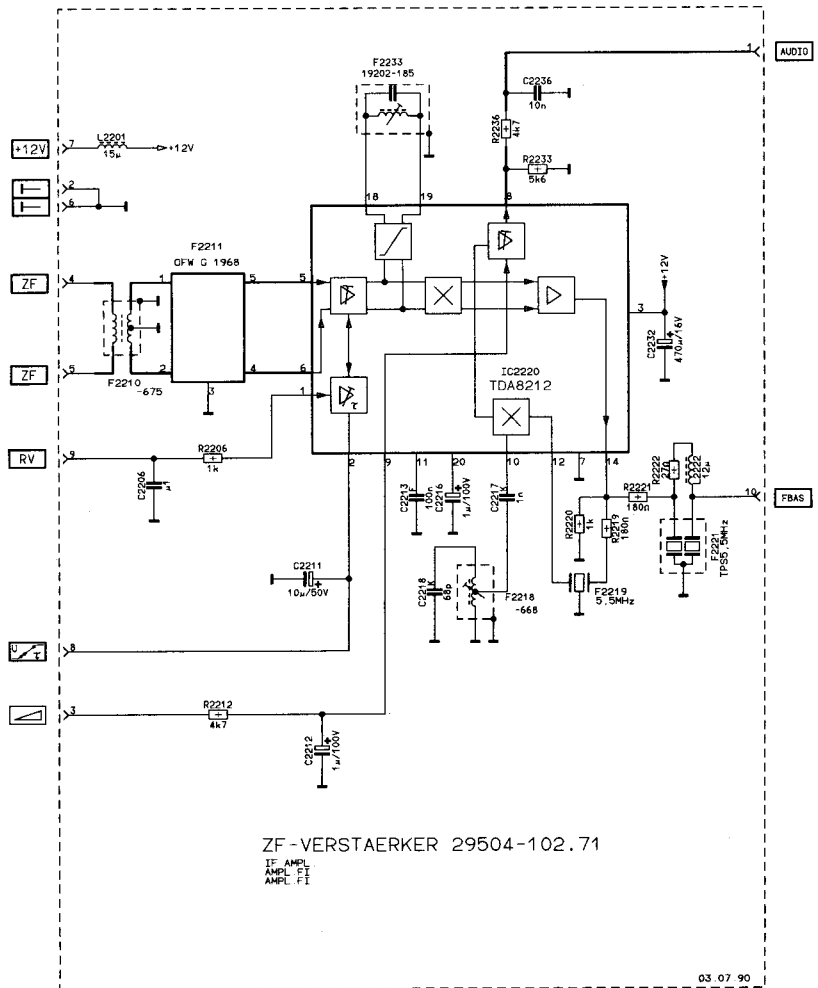 1
AUDIO
F2233
19202-185
C2236
10n
R2236
4k7
L2201
7
+12V
15µ
+12V
R2233
5k6
2
6
18
19
8
F2211
OFW G 1968
ZF
4
1
5
5
+12V
3
C2232
470µ/16V
ZF
5
2
4
6
F2210
-675
3
IC2220
TDA8212
1
τ
RV
9
R2206
1k
C2206
2
9
11
20
10
12
7
14
C2213
100n
F
C2216
1µ/100V
C2217
K
1n
R2222
27Ω
L2222
12µ
R2221
180Ω
10
FBAS
R2220
1k
R2219
180Ω
F2221
TPS5,5MHz
C2211
10µ/50V
C2218
K
68p
F2218
-668
F2219
5,5MHz
U
τ
8
3
R2212
4k7
C2212
1µ/100V
ZF-VERSTAERKER 29504-102.71
IF AMPL.
AMPL.FI
AMPL.FI
03.07.90